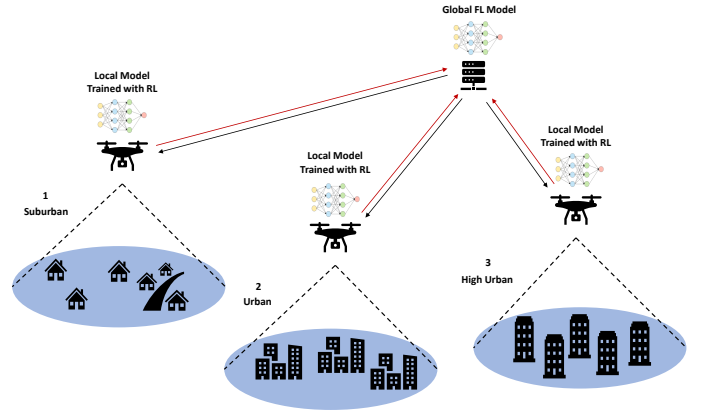 Global FL Model
Local Model
Trained with RL
Local Model
Trained with RL
Local Model
Trained with RL
1
Suburban
2
Urban
3
High Urban